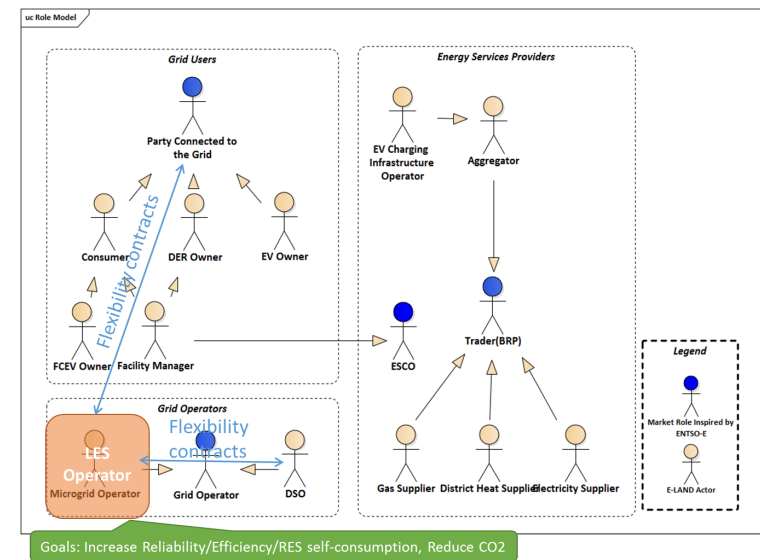 uc Role Model
Grid Users
Party Connected to
the Grid
Consumer
DER Owner
EV Owner
FCEV Owner
Facility Manager
Flexibility contracts
Energy Services Providers
EV Charging
Infrastructure
Operator
Aggregator
Trader(BRP)
ESCO
Gas Supplier
District Heat Supplier
Electricity Supplier
Grid Operators
LES
Operator
Microgrid Operator
Flexibility
contracts
Grid Operator
DSO
Legend
Market Role Inspired by
ENTSO-E
E-LAND Actor
Goals: Increase Reliability/Efficiency/RES self-consumption, Reduce CO2